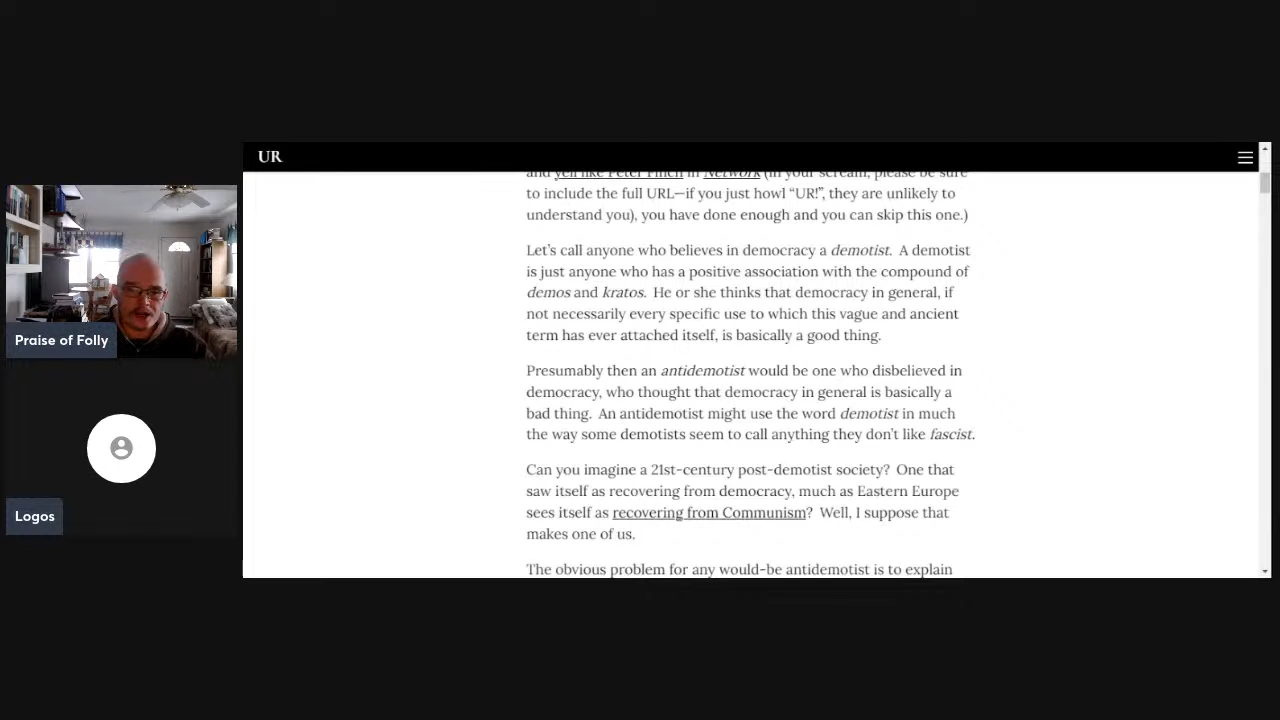 UR
and yell like Peter Finch in Network (in your scream, please be sure
to include the full URL—if you just howl “UR!”, they are unlikely to
understand you), you have done enough and you can skip this one.)
Let’s call anyone who believes in democracy a demotist. A demotist
is just anyone who has a positive association with the compound of
demos and kratos. He or she thinks that democracy in general, if
not necessarily every specific use to which this vague and ancient
term has ever attached itself, is basically a good thing.
Presumably then an antidemotist would be one who disbelieved in
democracy, who thought that democracy in general is basically a
bad thing. An antidemotist might use the word demotist in much
the way some demotists seem to call anything they don’t like fascist.
Can you imagine a 21st-century post-demotist society? One that
saw itself as recovering from democracy, much as Eastern Europe
sees itself as recovering from Communism? Well, I suppose that
makes one of us.
The obvious problem for any would-be antidemotist is to explain
Praise of Folly
Logos